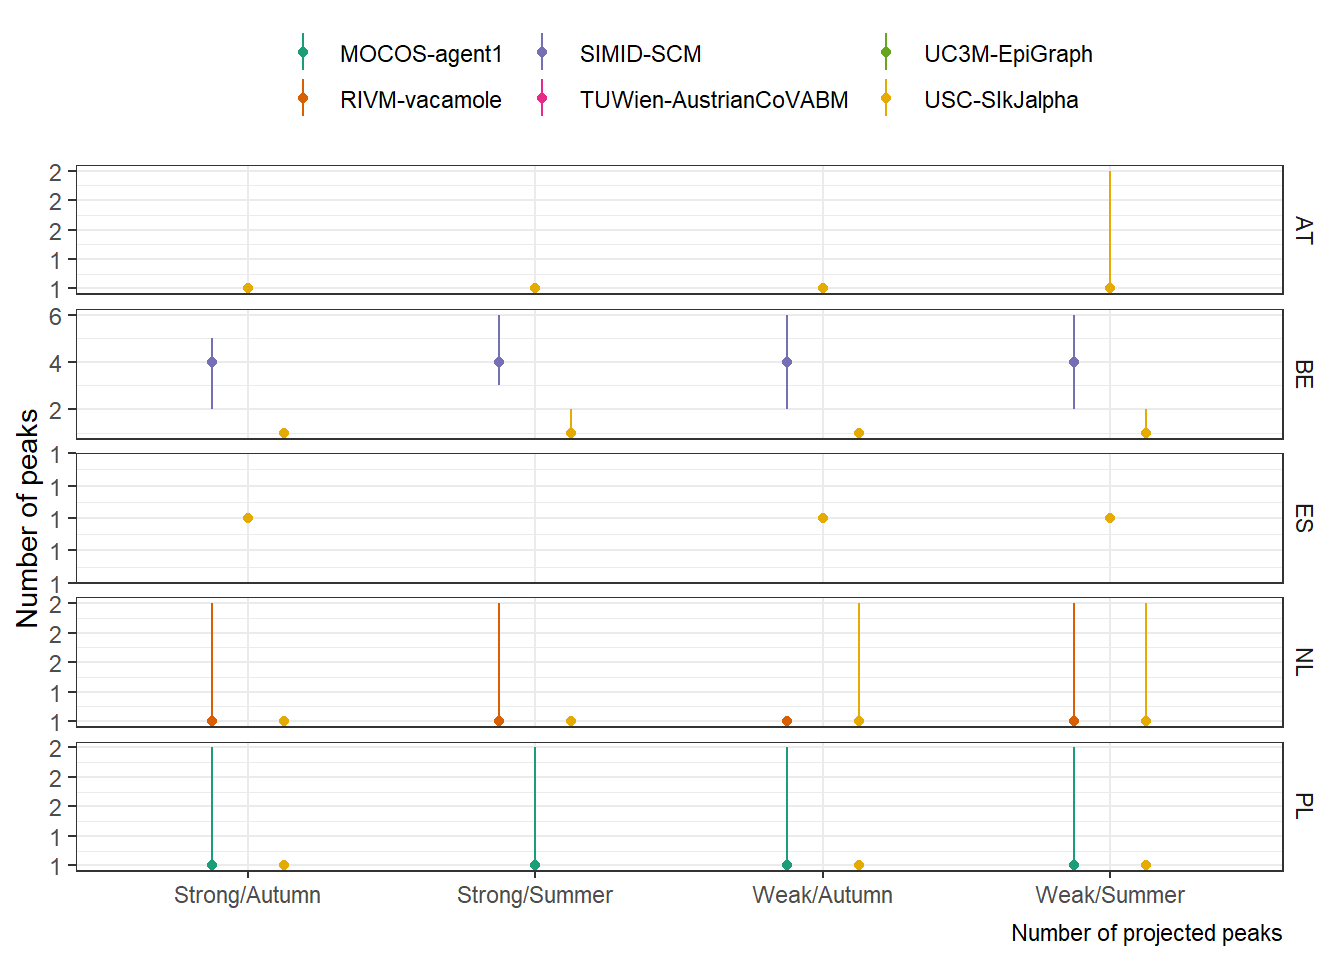 MOCOS-agent1 SIMID-SCM UC3M-EpiGraph
RIVM-vacamole TUWien-AustrianCoVABM USC-SIkJalpha
Number of peaks
2
2
2
1
1
AT
6
4
2
BE
1
1
1
1
1
ES
2
2
2
1
1
NL
2
2
2
1
1
PL
Strong/Autumn Strong/Summer Weak/Autumn Weak/Summer
Number of projected peaks